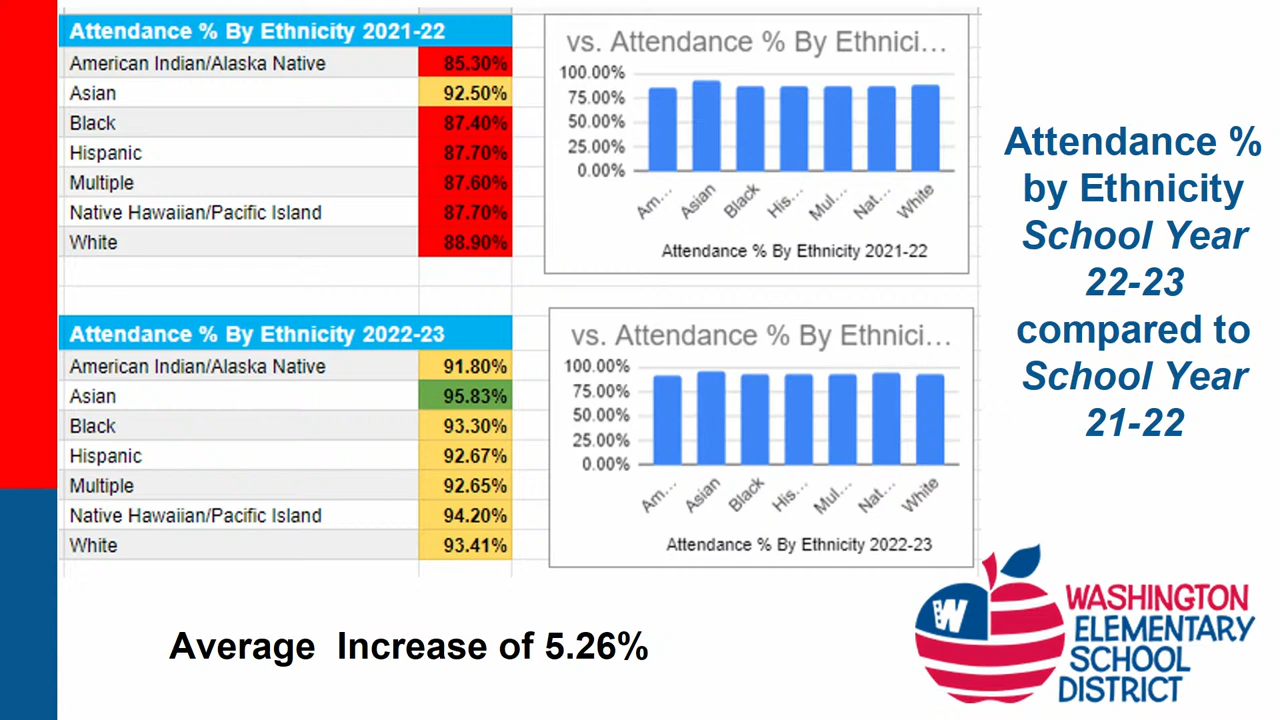 Attendance % By Ethnicity 2021-22
American Indian/Alaska Native 85.30%
Asian 92.50%
Black 87.40%
Hispanic 87.70%
Multiple 87.60%
Native Hawaiian/Pacific Island 87.70%
White 88.90%
vs. Attendance % By Ethnici...
100.00%
75.00%
50.00%
25.00%
0.00%
Am... Asian Black His... Mul... Nat... White
Attendance % By Ethnicity 2021-22
Attendance % By Ethnicity 2022-23
American Indian/Alaska Native 91.80%
Asian 95.83%
Black 93.30%
Hispanic 92.67%
Multiple 92.65%
Native Hawaiian/Pacific Island 94.20%
White 93.41%
vs. Attendance % By Ethnici...
100.00%
75.00%
50.00%
25.00%
0.00%
Am... Asian Black His... Mul... Nat... White
Attendance % By Ethnicity 2022-23
Attendance %
by Ethnicity
School Year
22-23
compared to
School Year
21-22
Average Increase of 5.26%
W
WASHINGTON
ELEMENTARY
SCHOOL
DISTRICT